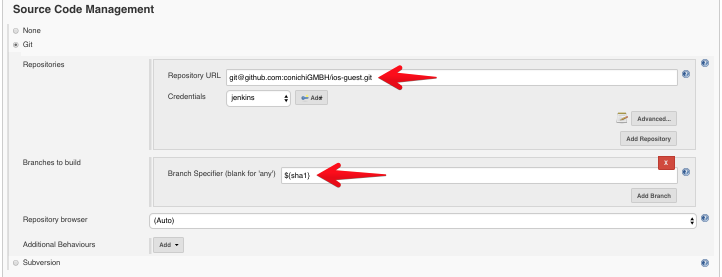 Source Code Management
None
Git
Repositories
Repository URL git@github.com:conichiGMBH/ios-guest.git
Credentials jenkins Add
Advanced...
Add Repository
Branches to build X
Branch Specifier (blank for 'any') ${sha1}
Add Branch
Repository browser (Auto)
Additional Behaviours Add
Subversion